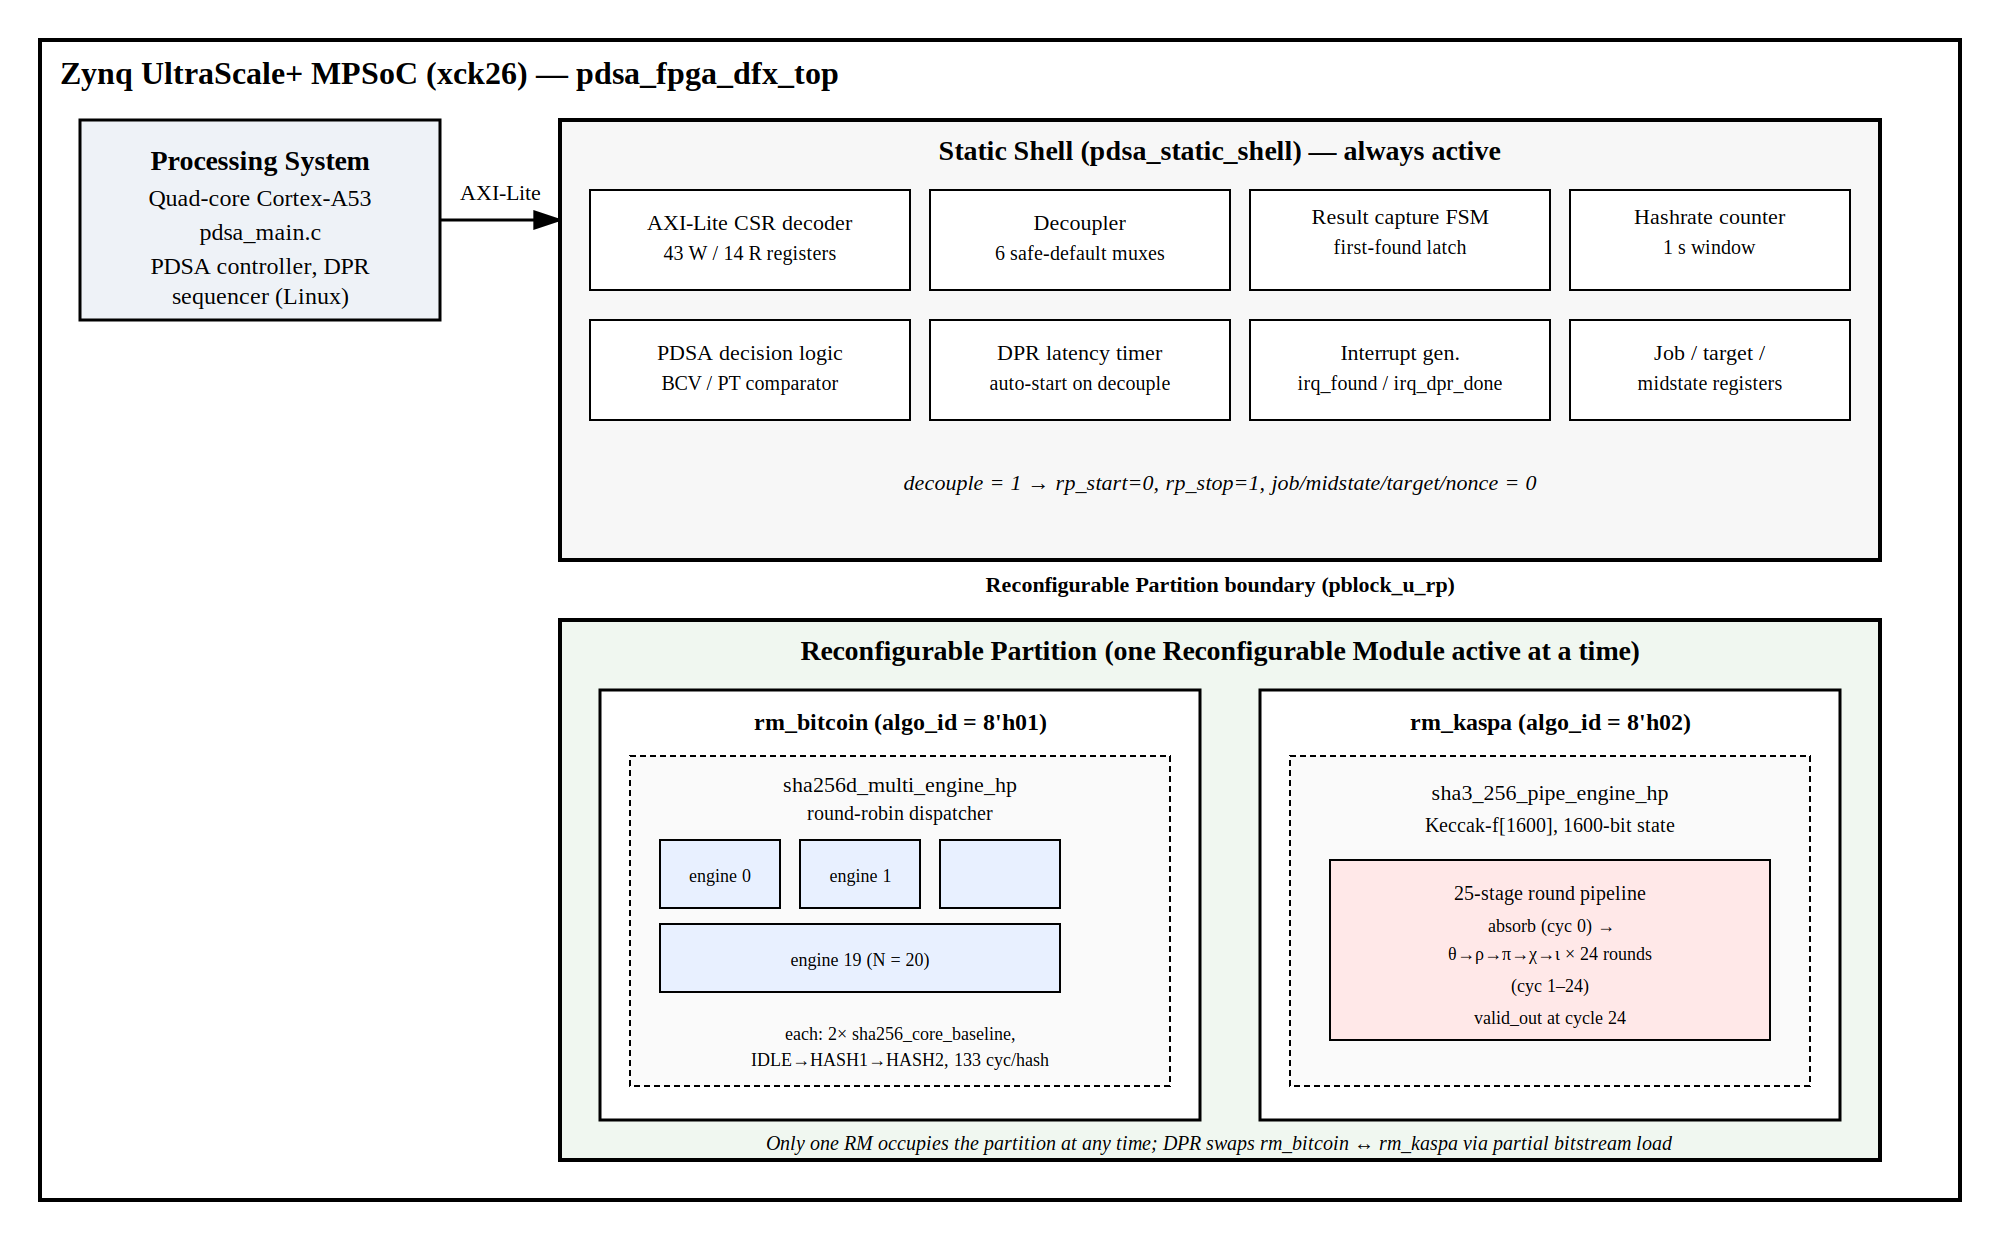 Zynq UltraScale+ MPSoC (xck26) — pdsa_fpga_dfx_top
Processing System
Quad-core Cortex-A53
pdsa_main.c
PDSA controller, DPR
sequencer (Linux)
AXI-Lite
Static Shell (pdsa_static_shell) — always active
AXI-Lite CSR decoder
43 W / 14 R registers
Decoupler
6 safe-default muxes
Result capture FSM
first-found latch
Hashrate counter
1 s window
PDSA decision logic
BCV / PT comparator
DPR latency timer
auto-start on decouple
Interrupt gen.
irq_found / irq_dpr_done
Job / target /
midstate registers
decouple = 1 → rp_start=0, rp_stop=1, job/midstate/target/nonce = 0
Reconfigurable Partition boundary (pblock_u_rp)
Reconfigurable Partition (one Reconfigurable Module active at a time)
rm_bitcoin (algo_id = 8'h01)
sha256d_multi_engine_hp
round-robin dispatcher
engine 0
engine 1
engine 19 (N = 20)
each: 2× sha256_core_baseline,
IDLE→HASH1→HASH2, 133 cyc/hash
rm_kaspa (algo_id = 8'h02)
sha3_256_pipe_engine_hp
Keccak-f[1600], 1600-bit state
25-stage round pipeline
absorb (cyc 0) →
θ→ρ→π→χ→ι × 24 rounds
(cyc 1–24)
valid_out at cycle 24
Only one RM occupies the partition at any time; DPR swaps rm_bitcoin ↔ rm_kaspa via partial bitstream load